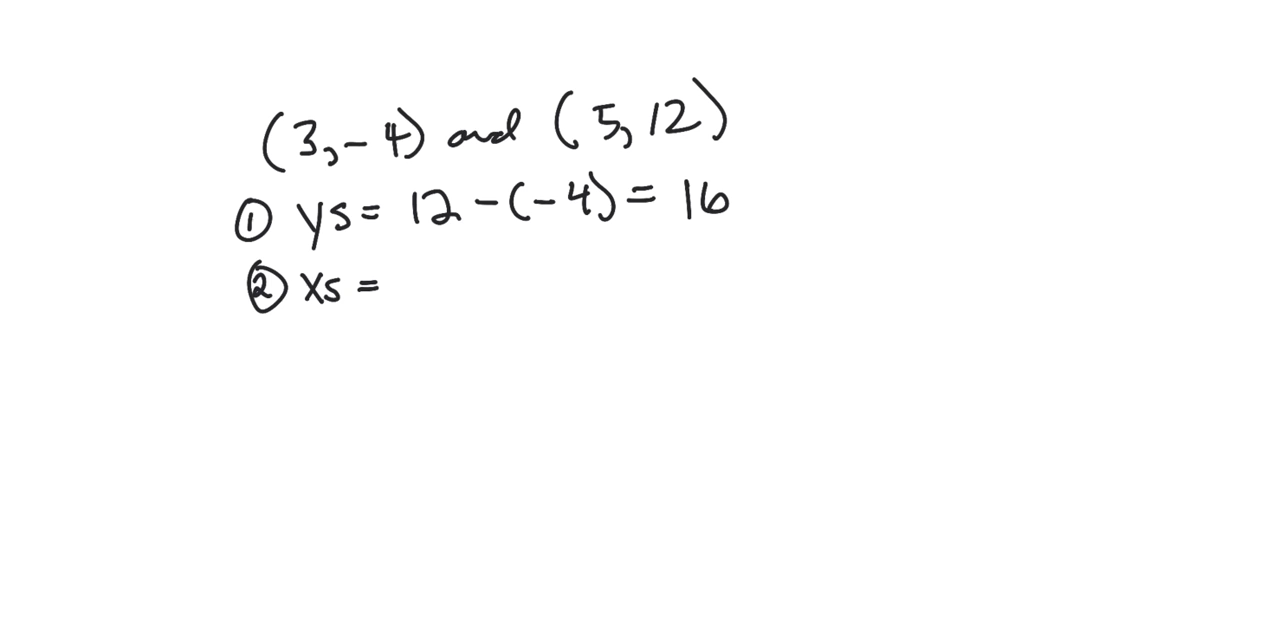 (3, -4) and (5, 12)
① ys = 12 - (-4) = 16
② xs =